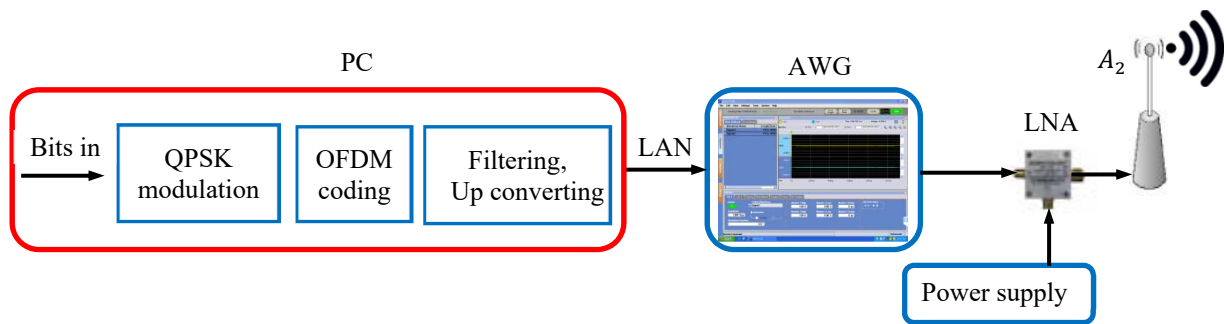 PC
Bits in
QPSK
modulation
OFDM
coding
Filtering,
Up converting
LAN
AWG
LNA
A₂
Power supply